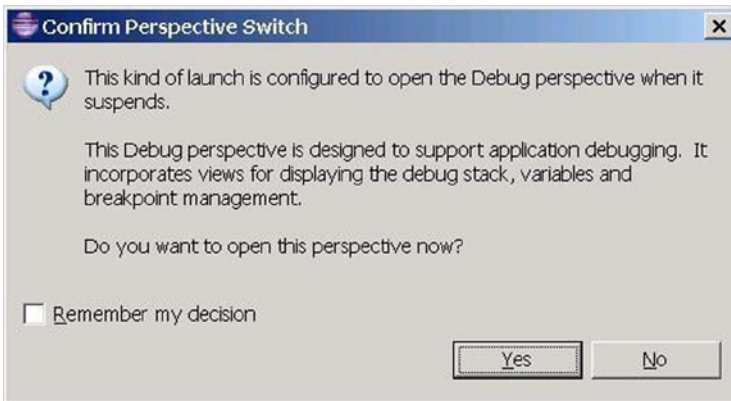 Confirm Perspective Switch
This kind of launch is configured to open the Debug perspective when it
suspends.
This Debug perspective is designed to support application debugging. It
incorporates views for displaying the debug stack, variables and
breakpoint management.
Do you want to open this perspective now?
Remember my decision
Yes
No